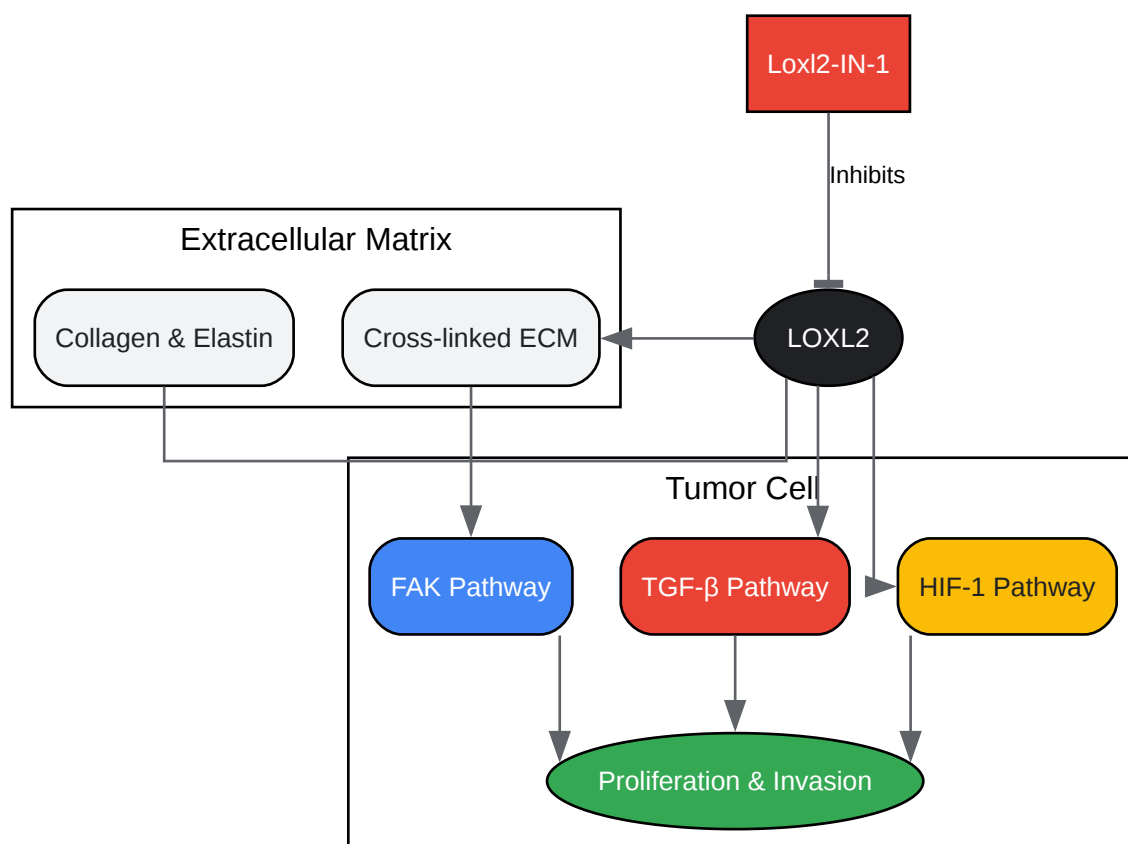 Loxl2-IN-1
Inhibits
Extracellular Matrix
Collagen & Elastin
Cross-linked ECM
LOXL2
Tumor Cell
FAK Pathway
TGF-β Pathway
HIF-1 Pathway
Proliferation & Invasion